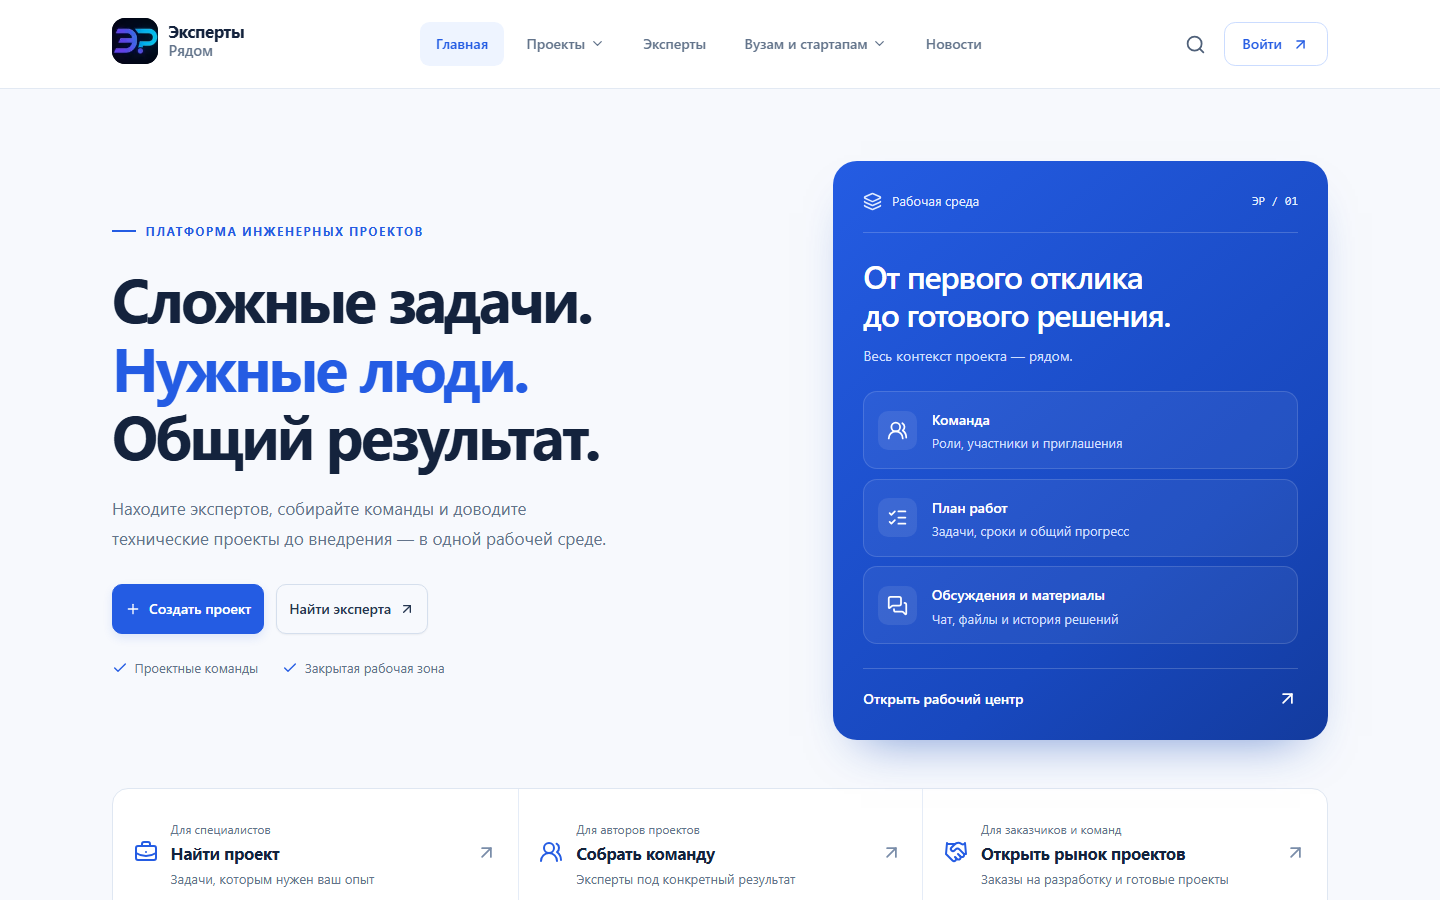 ЭР
Эксперты
Рядом
Главная
Проекты
Эксперты
Вузам и стартапам
Новости
Войти
ПЛАТФОРМА ИНЖЕНЕРНЫХ ПРОЕКТОВ
Сложные задачи.
Нужные люди.
Общий результат.
Находите экспертов, собирайте команды и доводите
технические проекты до внедрения — в одной рабочей среде.
Создать проект
Найти эксперта
Проектные команды
Закрытая рабочая зона
Рабочая среда
ЭР / 01
От первого отклика
до готового решения.
Весь контекст проекта — рядом.
Команда
Роли, участники и приглашения
План работ
Задачи, сроки и общий прогресс
Обсуждения и материалы
Чат, файлы и история решений
Открыть рабочий центр
Для специалистов
Найти проект
Задачи, которым нужен ваш опыт
Для авторов проектов
Собрать команду
Эксперты под конкретный результат
Для заказчиков и команд
Открыть рынок проектов
Заказы на разработку и готовые проекты